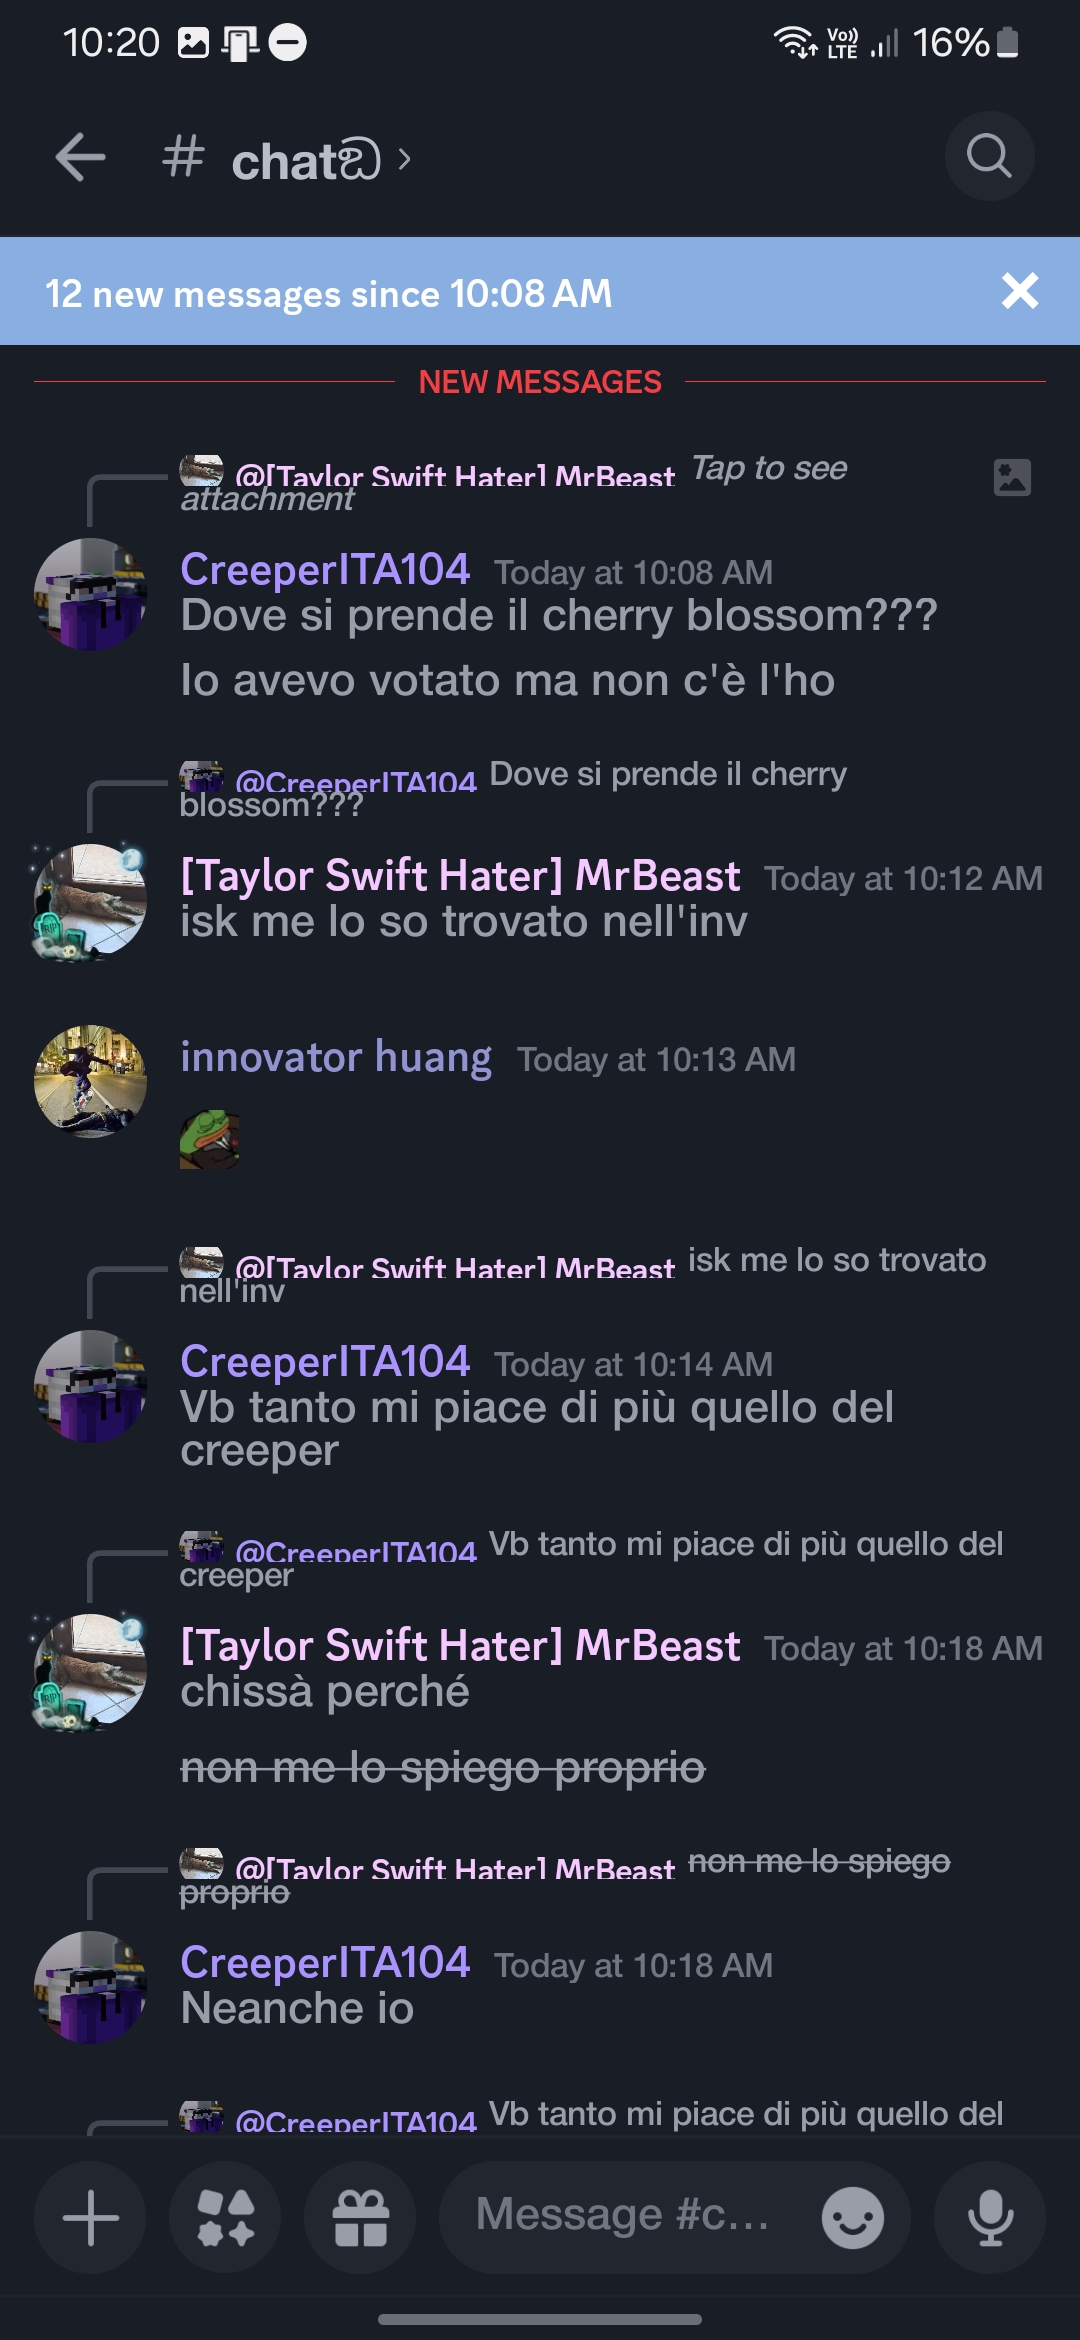 10:20 Vo)) LTE 16%
# chatඞ
12 new messages since 10:08 AM
NEW MESSAGES
@[Taylor Swift Hater] MrBeast Tap to see
attachment
CreeperITA104 Today at 10:08 AM
Dove si prende il cherry blossom???
Io avevo votato ma non c'è l'ho
@CreeperITA104 Dove si prende il cherry
blossom???
[Taylor Swift Hater] MrBeast Today at 10:12 AM
isk me lo so trovato nell'inv
innovator huang Today at 10:13 AM
@[Taylor Swift Hater] MrBeast isk me lo so trovato
nell'inv
CreeperITA104 Today at 10:14 AM
Vb tanto mi piace di più quello del
creeper
@CreeperITA104 Vb tanto mi piace di più quello del
creeper
[Taylor Swift Hater] MrBeast Today at 10:18 AM
chissà perché
non me lo spiego proprio
@[Taylor Swift Hater] MrBeast non me lo spiego
proprio
CreeperITA104 Today at 10:18 AM
Neanche io
@CreeperITA104 Vb tanto mi piace di più quello del
Message #c...